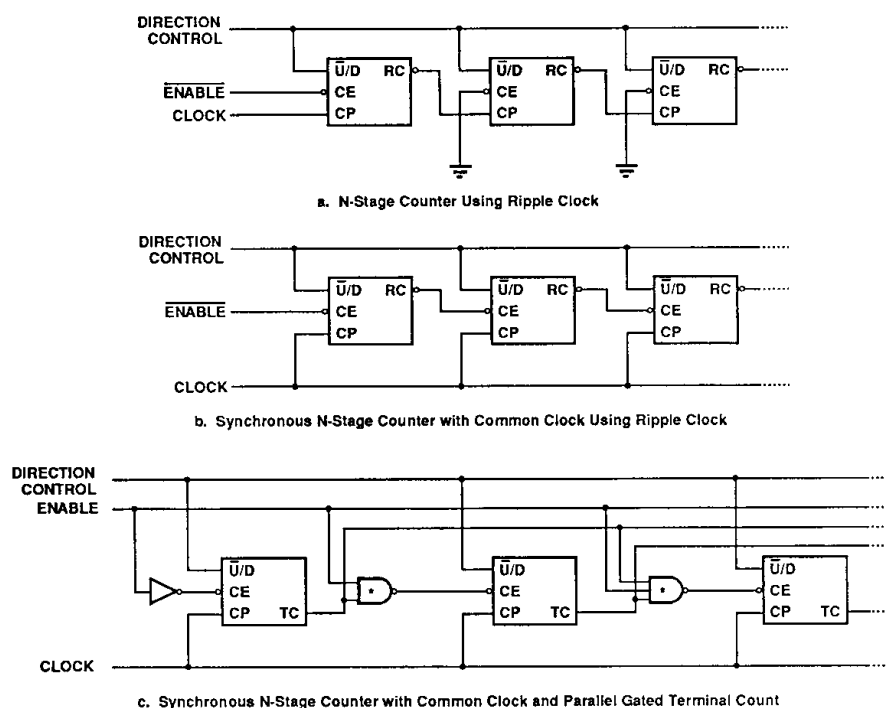 DIRECTION
CONTROL
U̅/D RC
U̅/D RC
U̅/D RC
E̅N̅A̅B̅L̅E̅
CE
CE
CE
CLOCK
CP
CP
CP
a. N-Stage Counter Using Ripple Clock
DIRECTION
CONTROL
U̅/D RC
U̅/D RC
U̅/D RC
E̅N̅A̅B̅L̅E̅
CE
CE
CE
CP
CP
CP
CLOCK
b. Synchronous N-Stage Counter with Common Clock Using Ripple Clock
DIRECTION
CONTROL
ENABLE
U̅/D
U̅/D
U̅/D
CE
*
CE
*
CE
CP TC
CP TC
CP TC
CLOCK
c. Synchronous N-Stage Counter with Common Clock and Parallel Gated Terminal Count